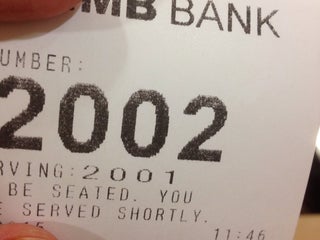 MB BANK
UMBER:
2002
RVING:2001
BE SEATED. YOU
SERVED SHORTLY.
11:46